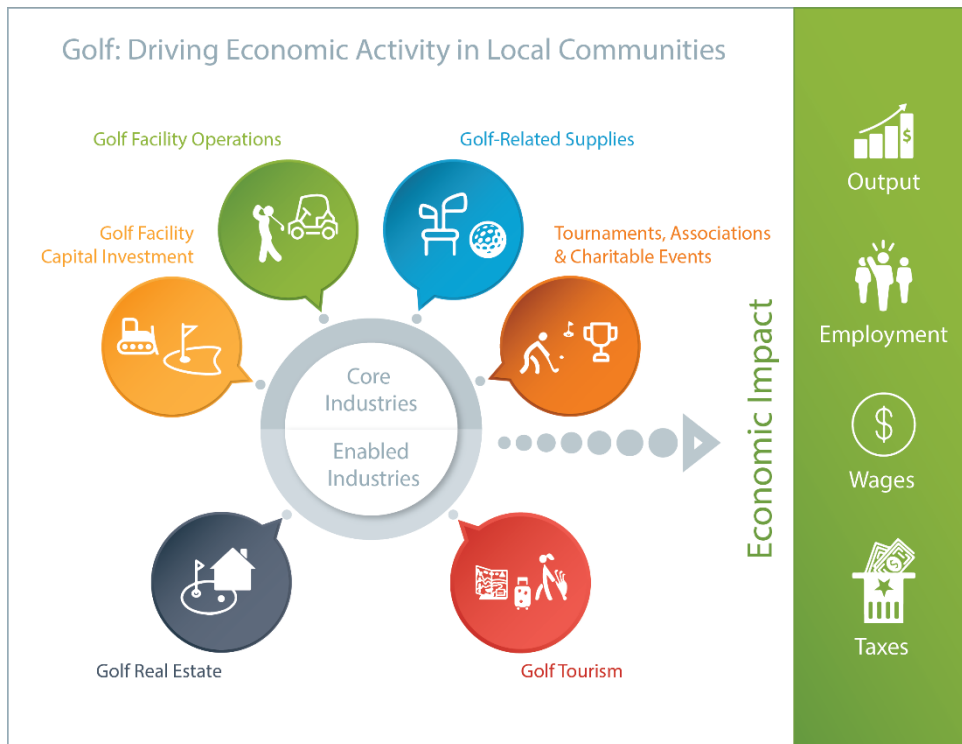 Golf: Driving Economic Activity in Local Communities
Golf Facility Operations
Golf-Related Supplies
Golf Facility
Capital Investment
Tournaments, Associations
& Charitable Events
Core
Industries
Enabled
Industries
Golf Real Estate
Golf Tourism
Economic Impact
$
Output
Employment
$
Wages
$
Taxes